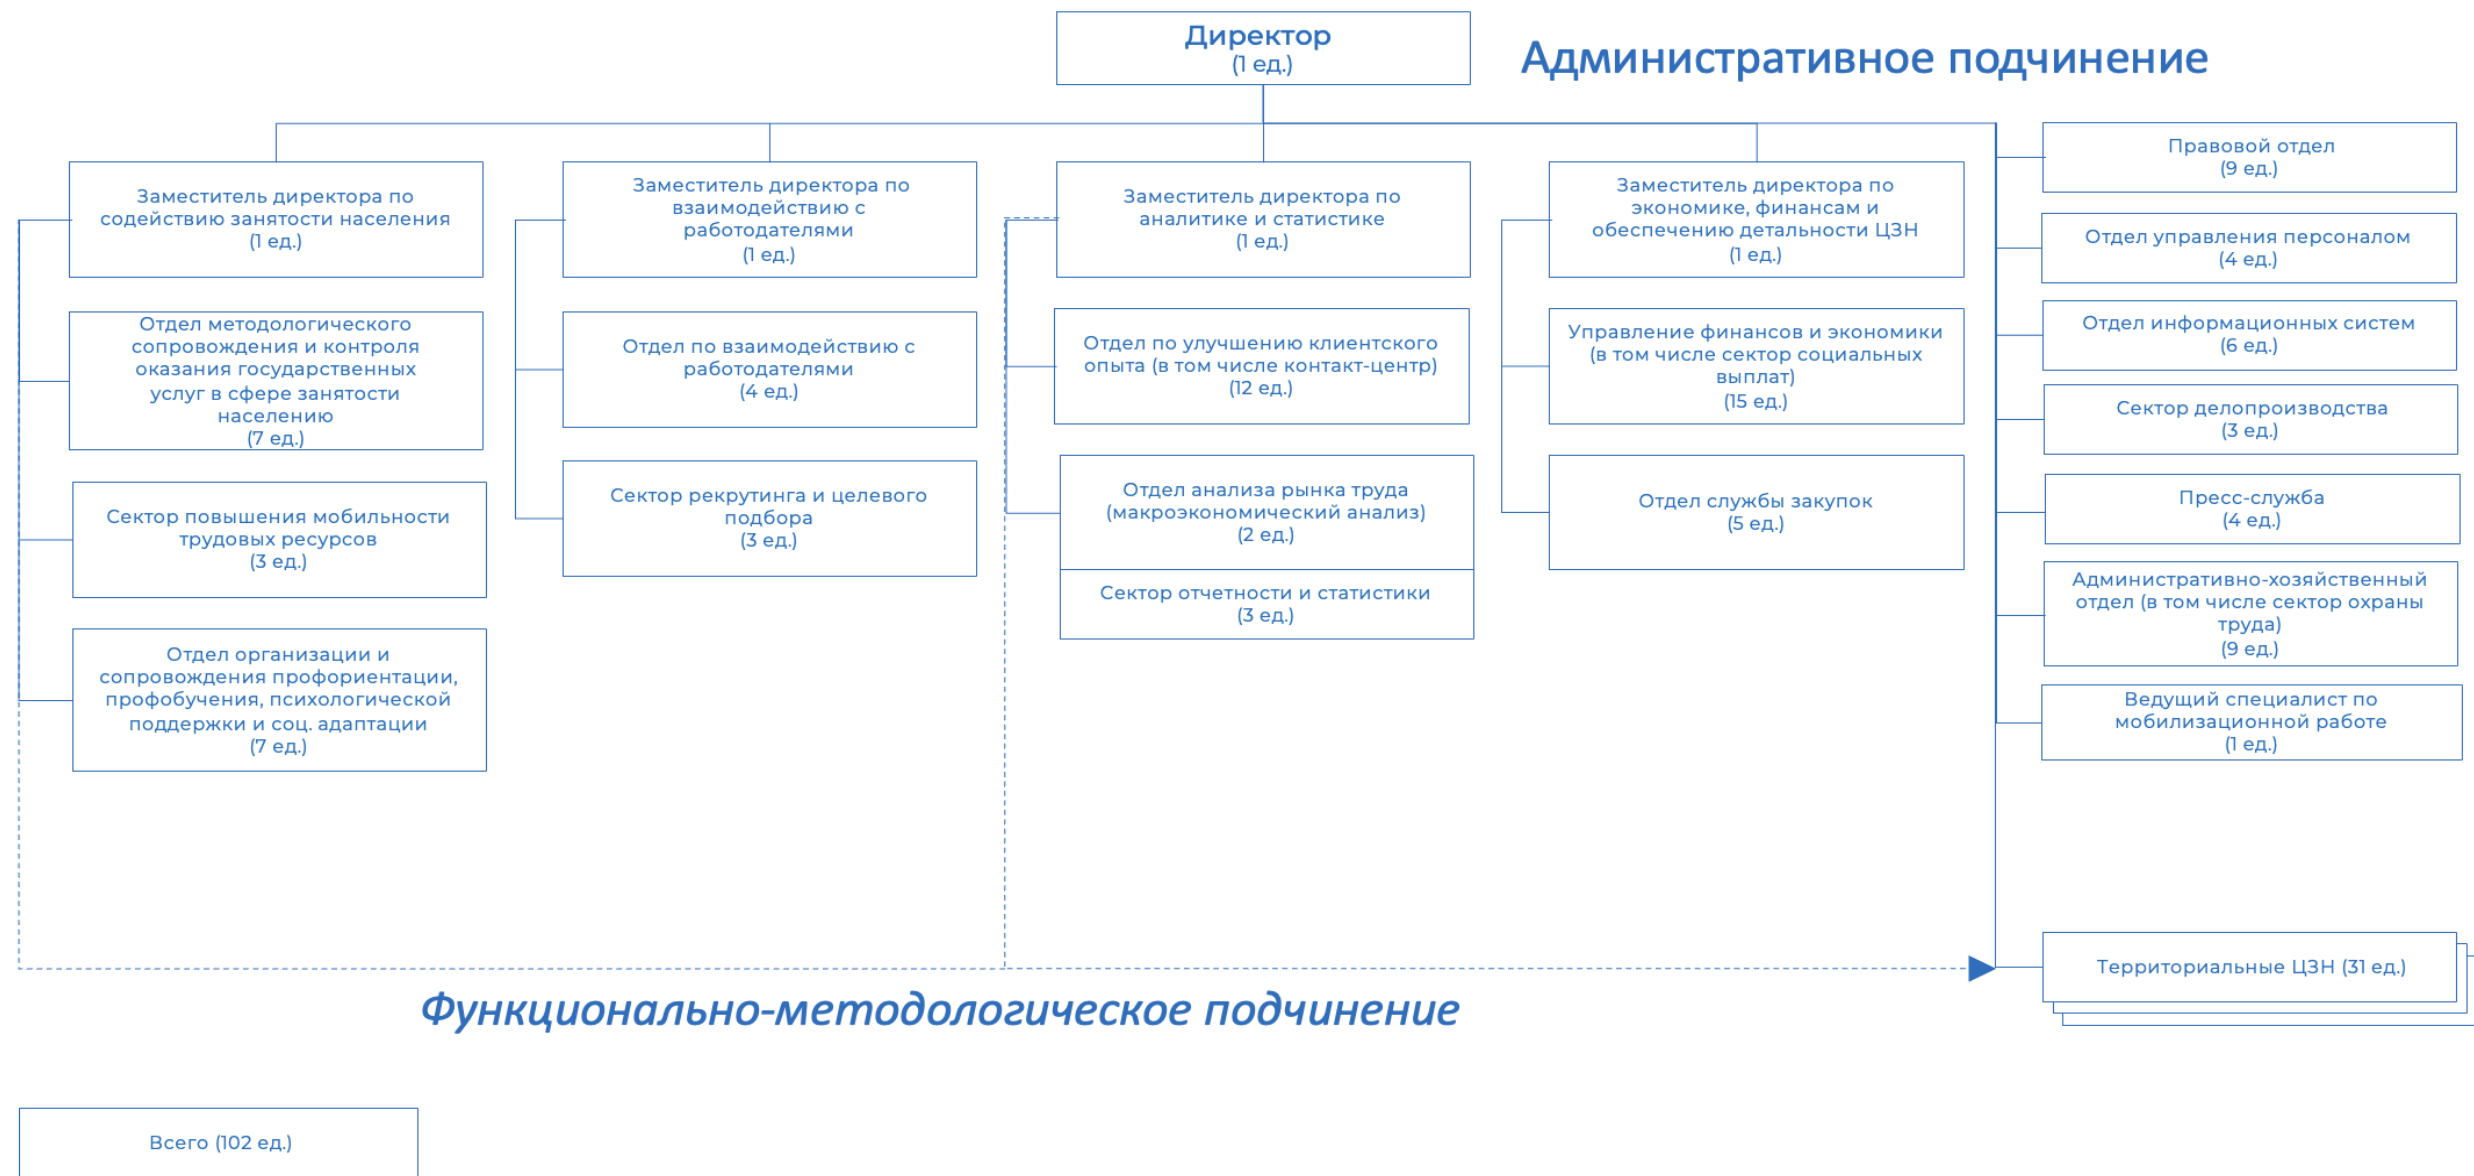 Директор
(1 ед.)
Административное подчинение
Заместитель директора по
содействию занятости населения
(1 ед.)
Отдел методологического
сопровождения и контроля
оказания государственных
услуг в сфере занятости
населению
(7 ед.)
Сектор повышения мобильности
трудовых ресурсов
(3 ед.)
Отдел организации и
сопровождения профориентации,
профобучения, психологической
поддержки и соц. адаптации
(7 ед.)
Заместитель директора по
взаимодействию с
работодателями
(1 ед.)
Отдел по взаимодействию с
работодателями
(4 ед.)
Сектор рекрутинга и целевого
подбора
(3 ед.)
Заместитель директора по
аналитике и статистике
(1 ед.)
Отдел по улучшению клиентского
опыта (в том числе контакт-центр)
(12 ед.)
Отдел анализа рынка труда
(макроэкономический анализ)
(2 ед.)
Сектор отчетности и статистики
(3 ед.)
Заместитель директора по
экономике, финансам и
обеспечению детальности ЦЗН
(1 ед.)
Управление финансов и экономики
(в том числе сектор социальных
выплат)
(15 ед.)
Отдел службы закупок
(5 ед.)
Правовой отдел
(9 ед.)
Отдел управления персоналом
(4 ед.)
Отдел информационных систем
(6 ед.)
Сектор делопроизводства
(3 ед.)
Пресс-служба
(4 ед.)
Административно-хозяйственный
отдел (в том числе сектор охраны
труда)
(9 ед.)
Ведущий специалист по
мобилизационной работе
(1 ед.)
Территориальные ЦЗН (31 ед.)
Функционально-методологическое подчинение
Всего (102 ед.)